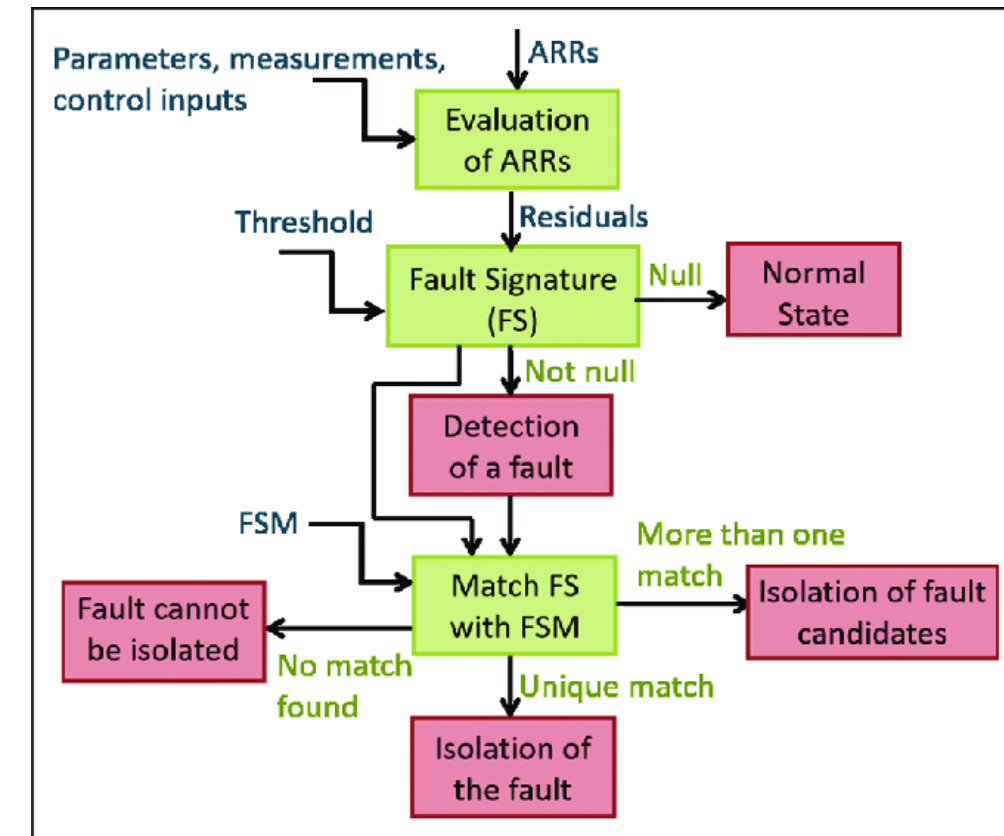 ARRs
Parameters, measurements,
control inputs
Evaluation
of ARRs
Residuals
Threshold
Fault Signature
(FS)
Null
Normal
State
Not null
Detection
of a fault
FSM
More than one
match
Match FS
with FSM
Isolation of fault
candidates
Fault cannot
be isolated
No match
found
Unique match
Isolation of
the fault